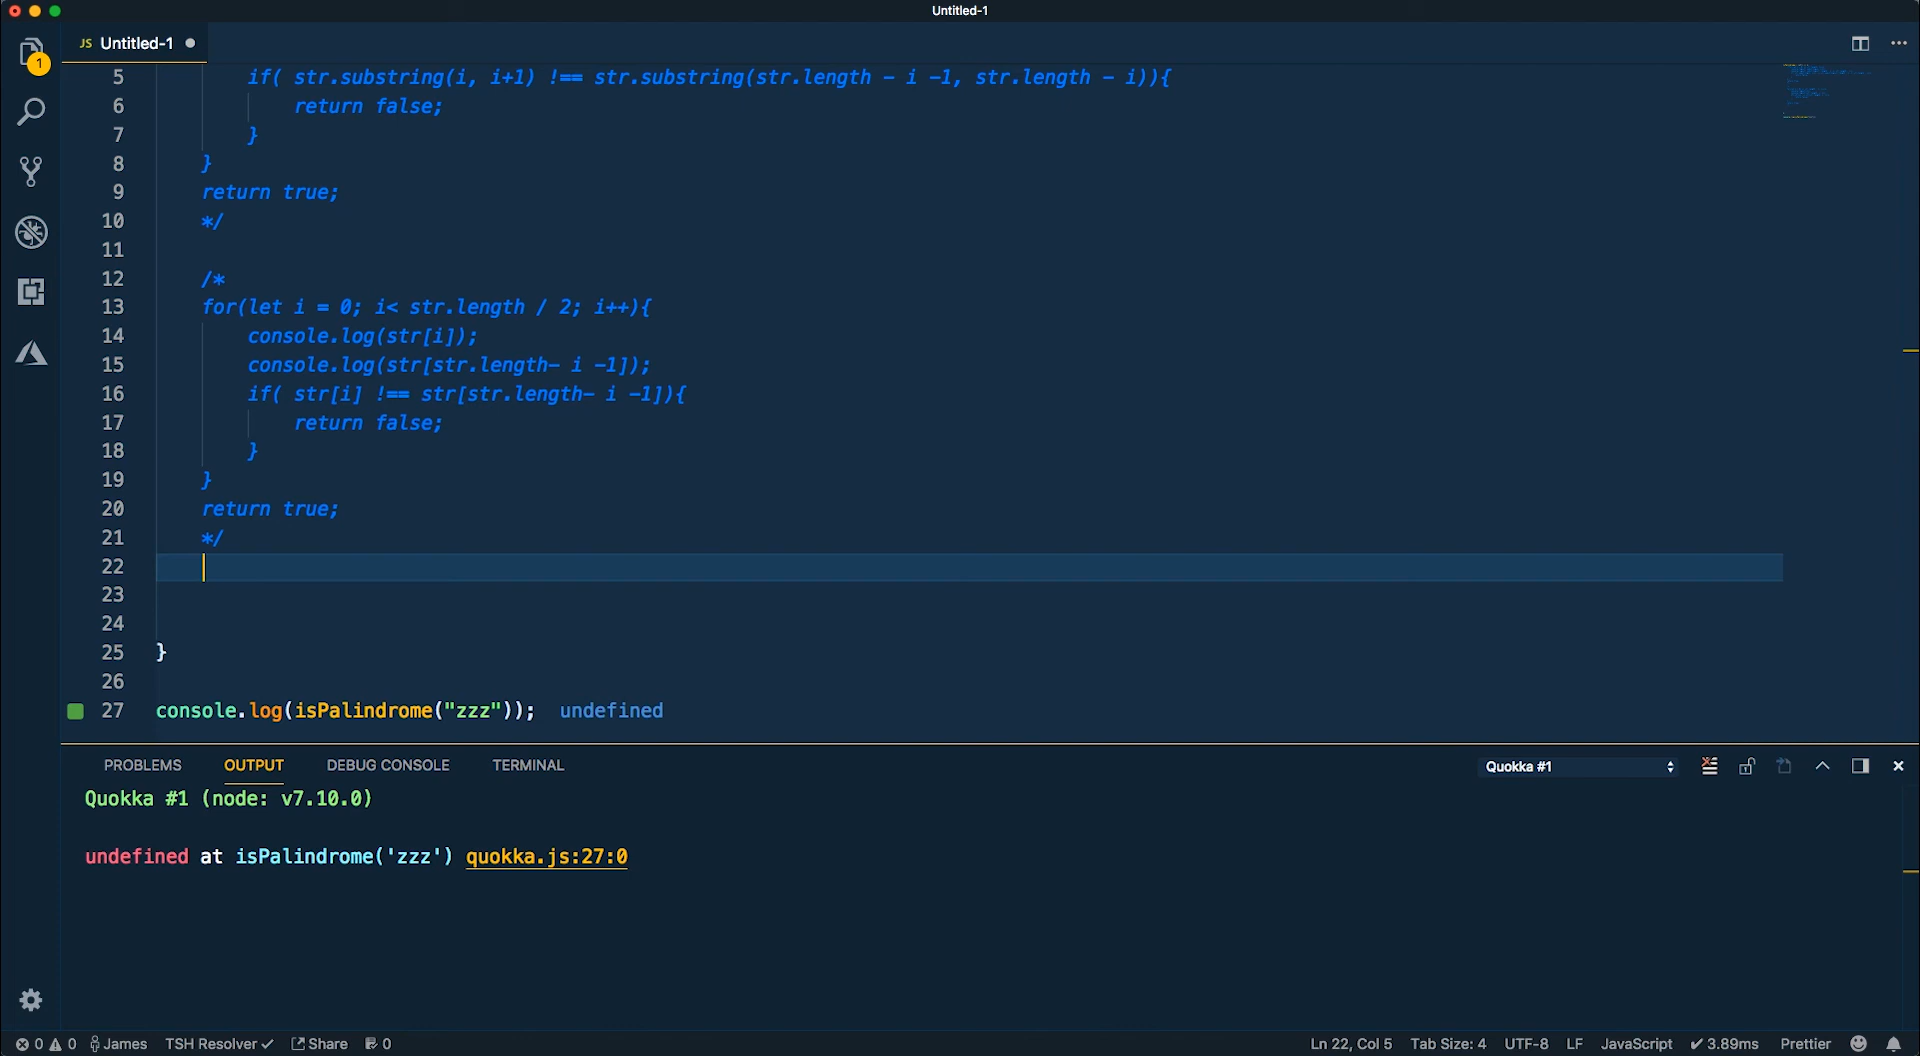 Untitled-1
JS Untitled-1
1
5 if( str.substring(i, i+1) !== str.substring(str.length - i -1, str.length - i)){
6 return false;
7 }
8 }
9 return true;
10 */
11
12 /*
13 for(let i = 0; i< str.length / 2; i++){
14 console.log(str[i]);
15 console.log(str[str.length- i -1]);
16 if( str[i] !== str[str.length- i -1]){
17 return false;
18 }
19 }
20 return true;
21 */
22
23
24
25 }
26
27 console.log(isPalindrome("zzz")); undefined
PROBLEMS OUTPUT DEBUG CONSOLE TERMINAL Quokka #1
Quokka #1 (node: v7.10.0)
undefined at isPalindrome('zzz') quokka.js:27:0
0 0 James TSH Resolver ✓ Share 0 Ln 22, Col 5 Tab Size: 4 UTF-8 LF JavaScript ✔ 3.89ms Prettier